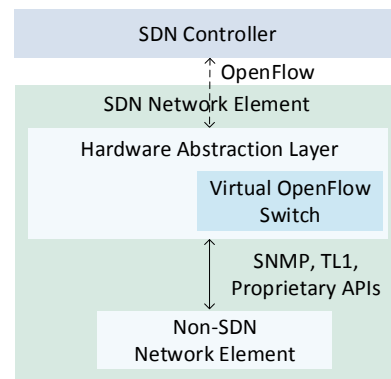 SDN Controller
OpenFlow
SDN Network Element
Hardware Abstraction Layer
Virtual OpenFlow
Switch
SNMP, TL1,
Proprietary APIs
Non-SDN
Network Element